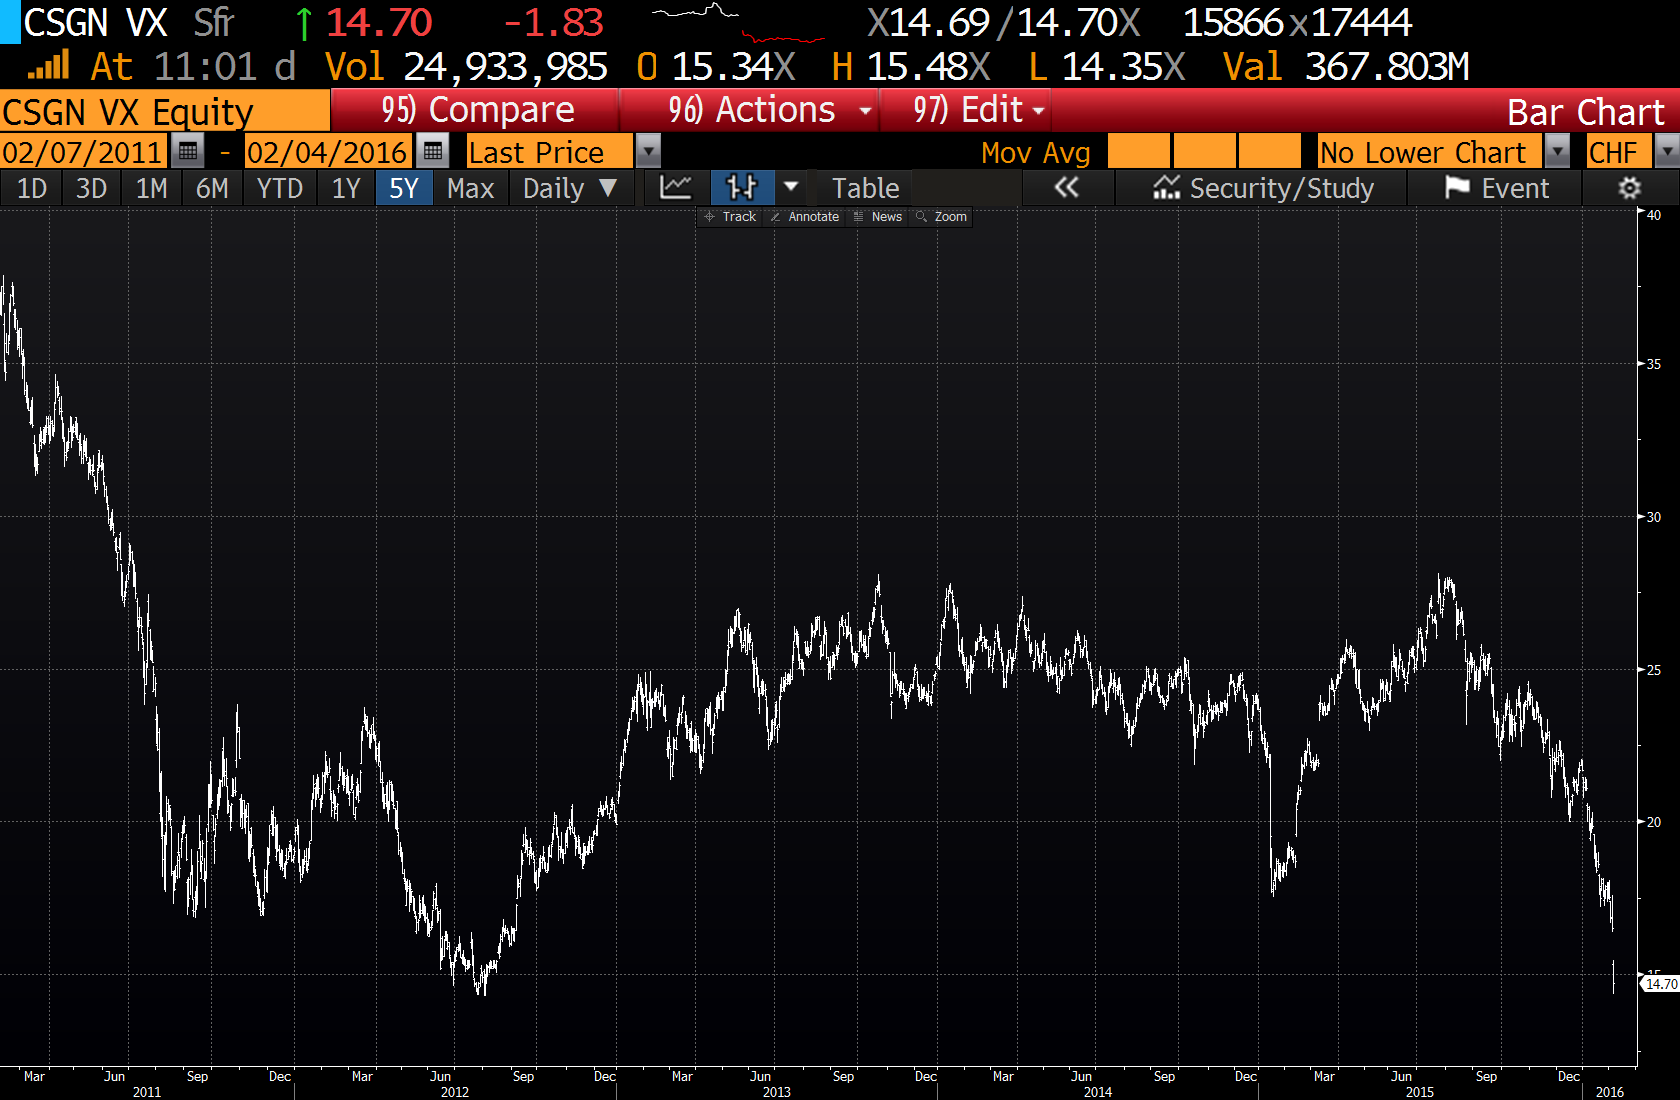 CSGN VX Sfr ↑ 14.70 -1.83 X14.69/14.70X 15866x17444
At 11:01 d Vol 24,933,985 O 15.34X H 15.48X L 14.35X Val 367.803M
CSGN VX Equity 95) Compare 96) Actions 97) Edit Bar Chart
02/07/2011 - 02/04/2016 Last Price Mov Avg No Lower Chart CHF
1D 3D 1M 6M YTD 1Y 5Y Max Daily ▼ Table « Security/Study Event
Track Annotate News Zoom
40
35
30
25
20
15
14.70
Mar Jun Sep Dec Mar Jun Sep Dec Mar Jun Sep Dec Mar Jun Sep Dec Mar Jun Sep Dec
2011 2012 2013 2014 2015 2016